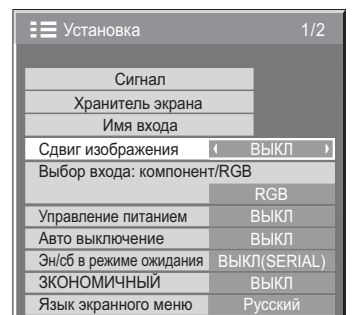 Установка 1/2
Сигнал
Хранитель экрана
Имя входа
Сдвиг изображения ВЫКЛ
Выбор входа: компонент/RGB
RGB
Управление питанием ВЫКЛ
Авто выключение ВЫКЛ
Эн/сб в режиме ожидания ВЫКЛ(SERIAL)
ЗКОНОМИЧНЫЙ ВЫКЛ
Язык экранного меню Русский